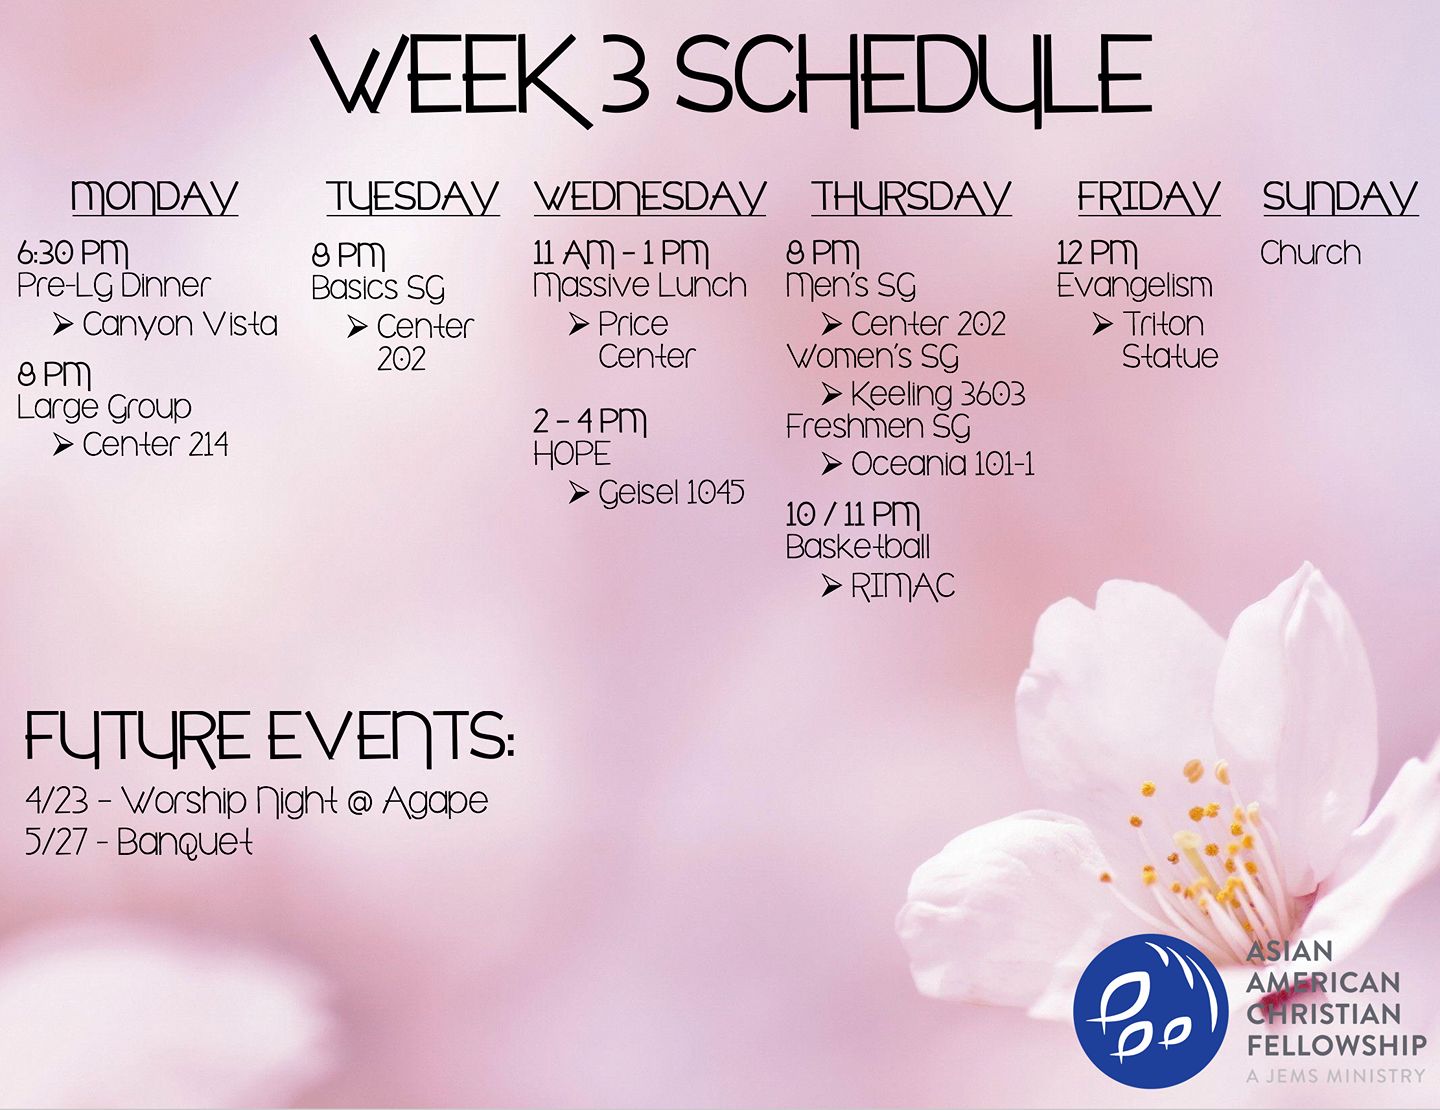 WEEK 3 SCHEDULE
MONDAY
6:30 PM
Pre-LG Dinner
➢ Canyon Vista
8 PM
Large Group
➢ Center 214
TUESDAY
8 PM
Basics SG
➢ Center
202
WEDNESDAY
11 AM - 1 PM
Massive Lunch
➢ Price
Center
2 - 4 PM
HOPE
➢ Geisel 1045
THURSDAY
8 PM
Men's SG
➢ Center 202
Women's SG
➢ Keeling 3603
Freshmen SG
➢ Oceania 101-1
10 / 11 PM
Basketball
➢ RIMAC
FRIDAY
12 PM
Evangelism
➢ Triton
Statue
SUNDAY
Church
FUTURE EVENTS:
4/23 - Worship Night @ Agape
5/27 - Banquet
ASIAN
AMERICAN
CHRISTIAN
FELLOWSHIP
A JEMS MINISTRY